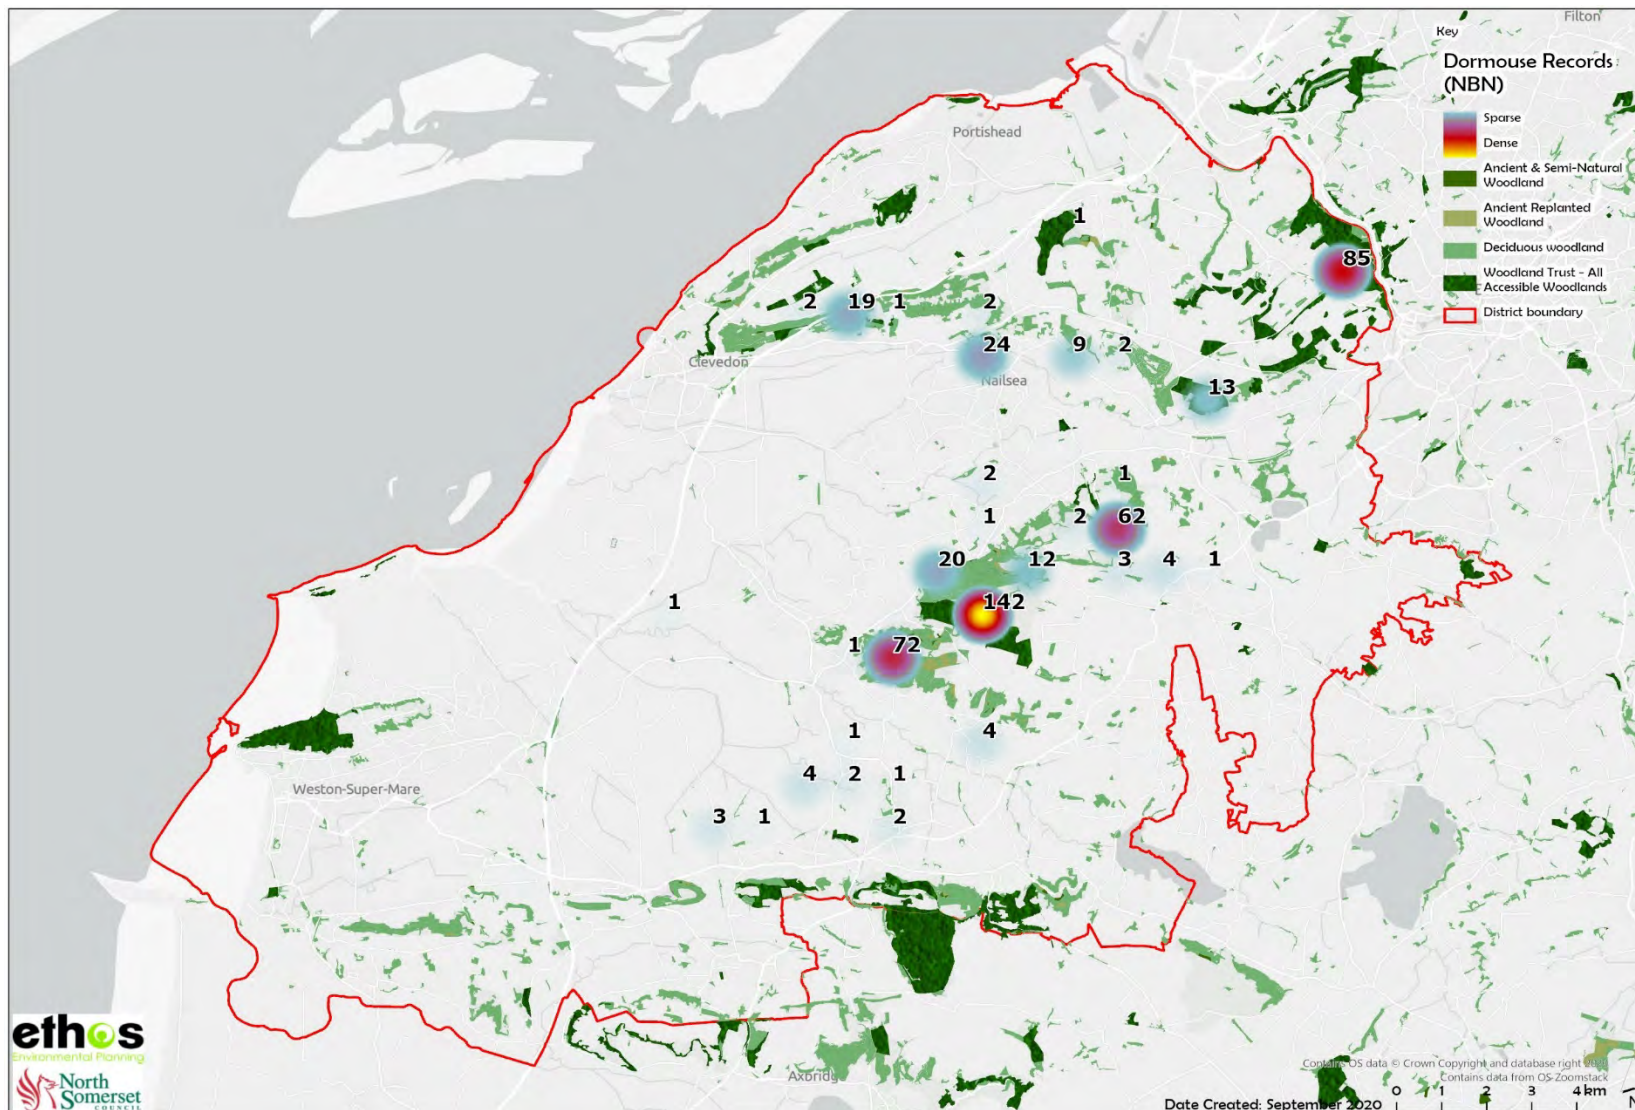 Filton
Key
Dormouse Records
(NBN)
Sparse
Dense
Ancient & Semi-Natural
Woodland
Ancient Replanted
Woodland
Deciduous woodland
Woodland Trust - All
Accessible Woodlands
District boundary
Portishead
1
85
2 19 1 2
24 9 2
Clevedon
Nailsea
13
2 1
1 2 62
20 12 3 4 1
1 142
1 72
1 4
4 2 1
Weston-Super-Mare
3 1 2
ethos
Environmental Planning
North
Somerset
COUNCIL
Axbridge
Contains OS data © Crown Copyright and database right
Contains data from OS Zoomstack
Date Created: September 2020
0 1 2 3 4 km
N